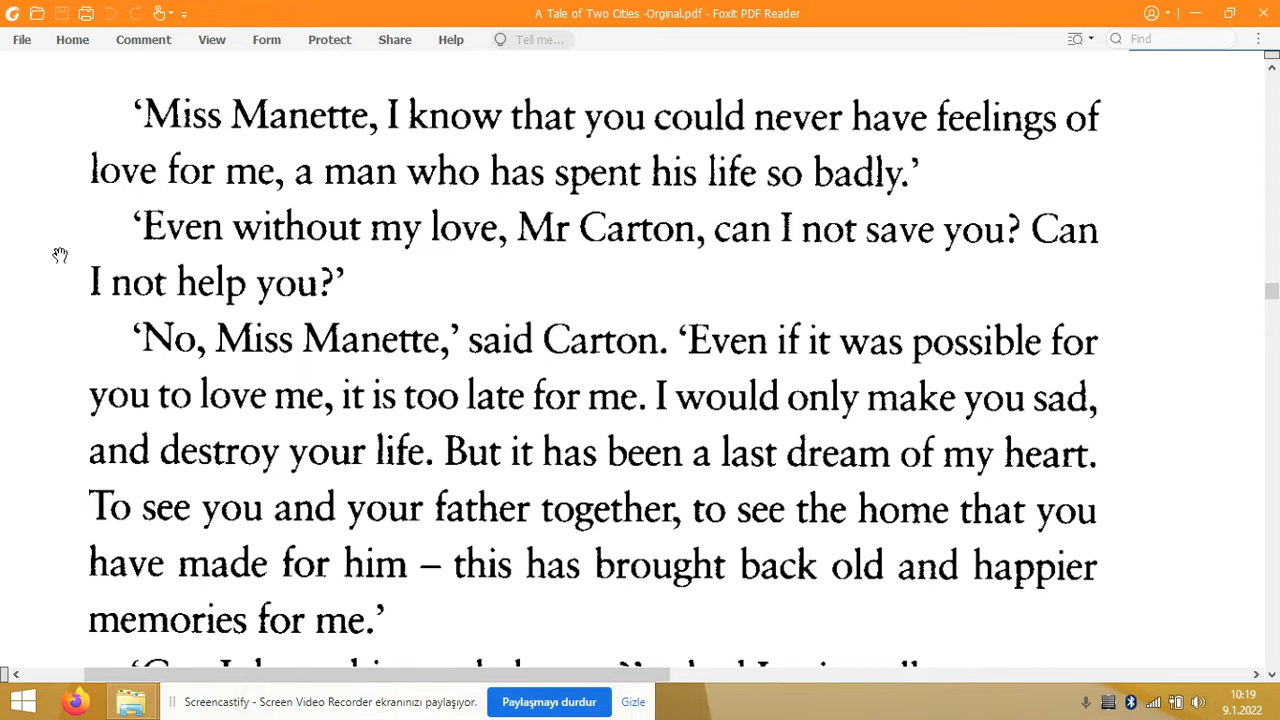 A Tale of Two Cities -Orginal.pdf - Foxit PDF Reader
File Home Comment View Form Protect Share Help Tell me... Find
‘Miss Manette, I know that you could never have feelings of
love for me, a man who has spent his life so badly.’
‘Even without my love, Mr Carton, can I not save you? Can
I not help you?’
‘No, Miss Manette,’ said Carton. ‘Even if it was possible for
you to love me, it is too late for me. I would only make you sad,
and destroy your life. But it has been a last dream of my heart.
To see you and your father together, to see the home that you
have made for him – this has brought back old and happier
memories for me.’
Screencastify - Screen Video Recorder ekranınızı paylaşıyor. Paylaşmayı durdur Gizle
10:19
9.1.2022